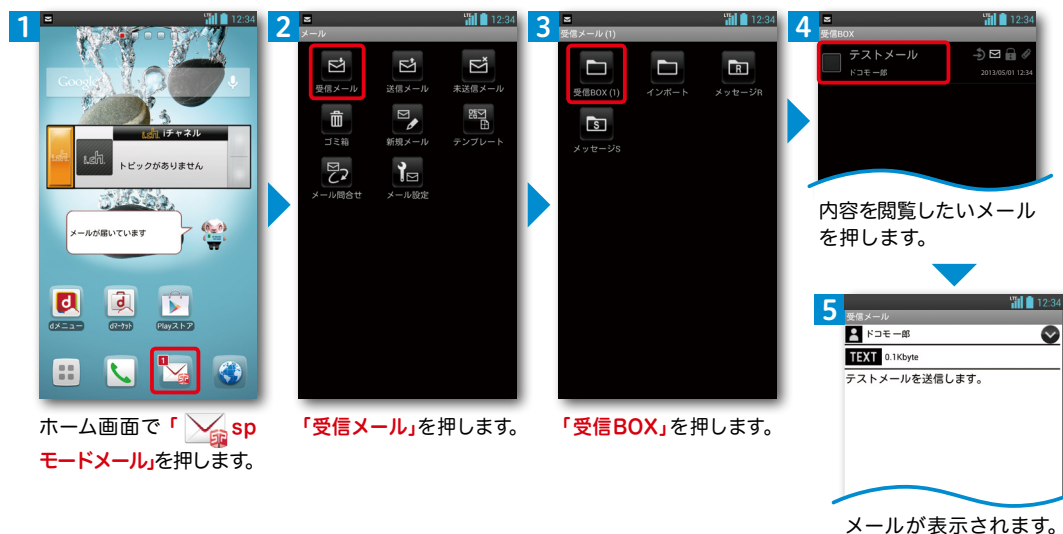 1
12:34
Google
i.ch. iチャネル
i.ch.
i.ch.
トピックがありません
メールが届いています
dメニュー
dマーケット
Playストア
1
ホーム画面で「sp
モードメール」を押します。
2
12:34
メール
受信メール
送信メール
未送信メール
ゴミ箱
新規メール
テンプレート
メール問合せ
メール設定
「受信メール」を押します。
3
12:34
受信メール(1)
受信BOX (1)
インポート
R
メッセージR
S
メッセージS
「受信BOX」を押します。
4
12:34
受信BOX
テストメール
ドコモ 一郎
2013/05/01 12:34
内容を閲覧したいメール
を押します。
5
12:34
受信メール
ドコモ 一郎
TEXT 0.1Kbyte
テストメールを送信します。
メールが表示されます。